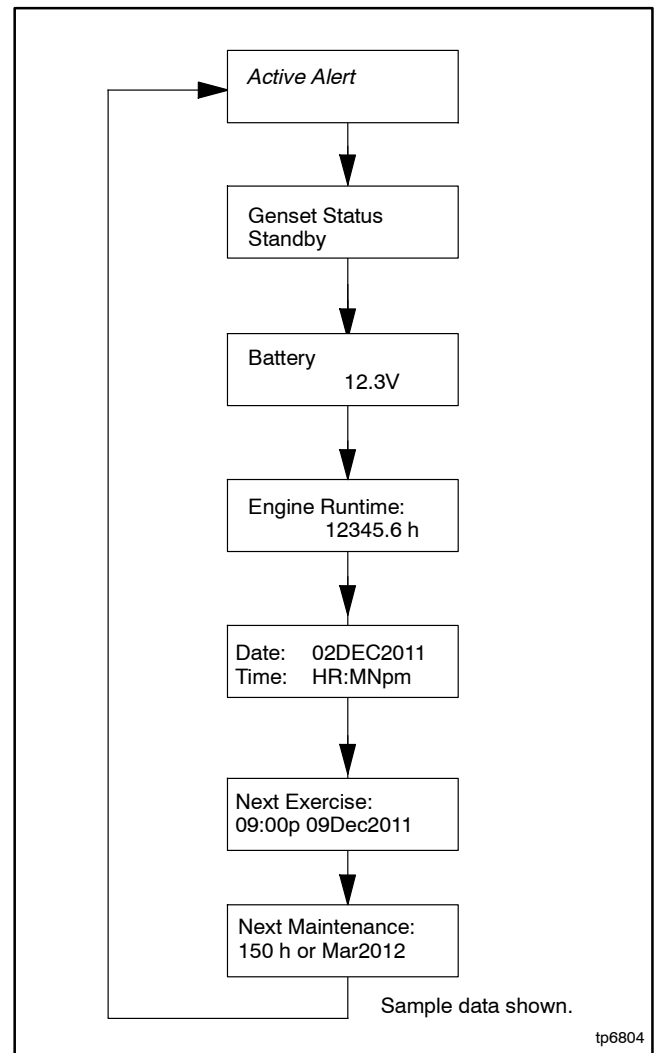 Active Alert
Genset Status
Standby
Battery
12.3V
Engine Runtime:
12345.6 h
Date: 02DEC2011
Time: HR:MNpm
Next Exercise:
09:00p 09Dec2011
Next Maintenance:
150 h or Mar2012
Sample data shown.
tp6804